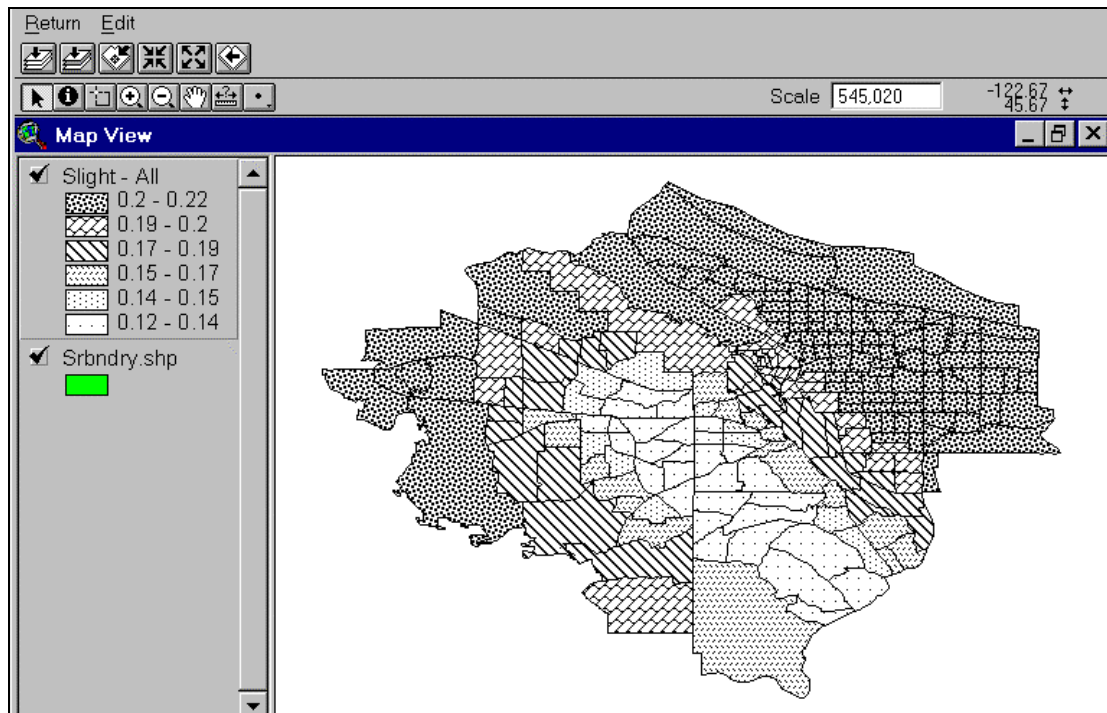 Return Edit
Scale 545,020
-122.67
45.67
Map View
Slight - All
0.2 - 0.22
0.19 - 0.2
0.17 - 0.19
0.15 - 0.17
0.14 - 0.15
0.12 - 0.14
Srbndry.shp